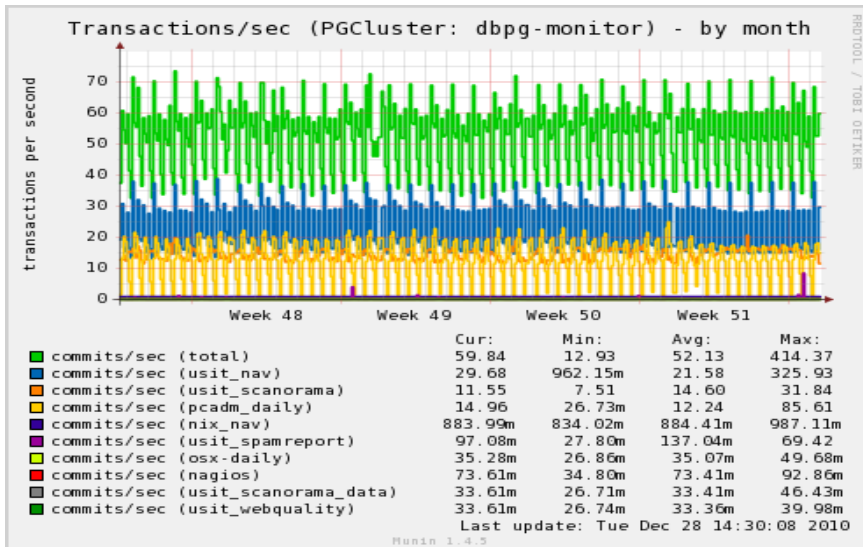 Transactions/sec (PGCluster: dbpg-monitor) - by month
RRDTOOL / TOBI OETIKER
transactions per second
70
60
50
40
30
20
10
0
Week 48 Week 49 Week 50 Week 51
Cur: Min: Avg: Max:
commits/sec (total) 59.84 12.93 52.13 414.37
commits/sec (usit_nav) 29.68 962.15m 21.58 325.93
commits/sec (usit_scanorama) 11.55 7.51 14.60 31.84
commits/sec (pcadm_daily) 14.96 26.73m 12.24 85.61
commits/sec (nix_nav) 883.99m 834.02m 884.41m 987.11m
commits/sec (usit_spamreport) 97.08m 27.80m 137.04m 69.42
commits/sec (osx-daily) 35.28m 26.86m 35.07m 49.68m
commits/sec (nagios) 73.61m 34.80m 73.41m 92.86m
commits/sec (usit_scanorama_data) 33.61m 26.71m 33.41m 46.43m
commits/sec (usit_webquality) 33.61m 26.74m 33.36m 39.98m
Last update: Tue Dec 28 14:30:08 2010
Munin 1.4.5